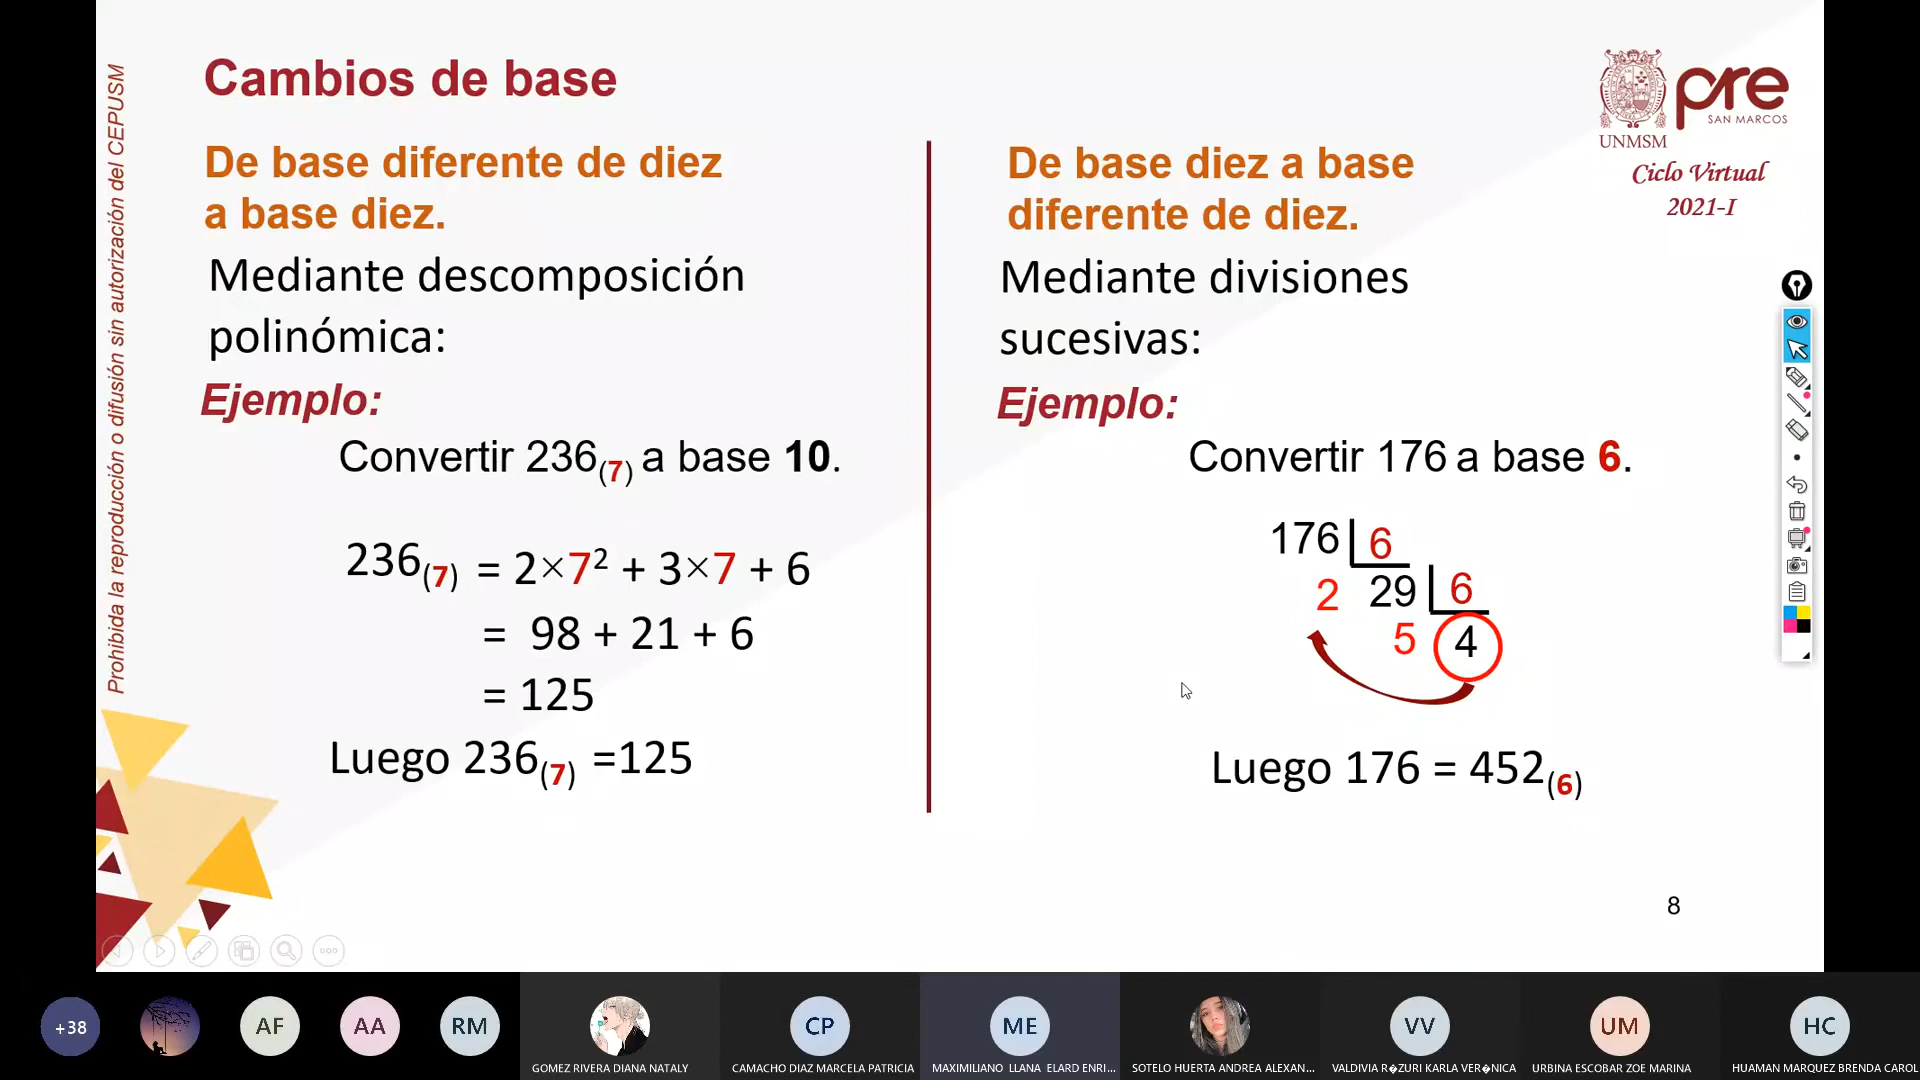 Cambios de base
De base diferente de diez
a base diez.
Mediante descomposición
polinómica:
Ejemplo:
Convertir 236(7) a base 10.
236(7) = 2×7² + 3×7 + 6
= 98 + 21 + 6
= 125
Luego 236(7) =125
De base diez a base
diferente de diez.
Mediante divisiones
sucesivas:
Ejemplo:
Convertir 176 a base 6.
176 6
2 29 6
5 4
Luego 176 = 452(6)
pre
SAN MARCOS
UNMSM
Ciclo Virtual
2021-I
Prohibida la reproducción o difusión sin autorización del CEPUSM
8
+38
AF
AA
RM
CP
ME
VV
UM
HC
GOMEZ RIVERA DIANA NATALY
CAMACHO DIAZ MARCELA PATRICIA
MAXIMILIANO LLANA ELARD ENRI...
SOTELO HUERTA ANDREA ALEXAN...
VALDIVIA R�ZURI KARLA VER�NICA
URBINA ESCOBAR ZOE MARINA
HUAMAN MARQUEZ BRENDA CAROL